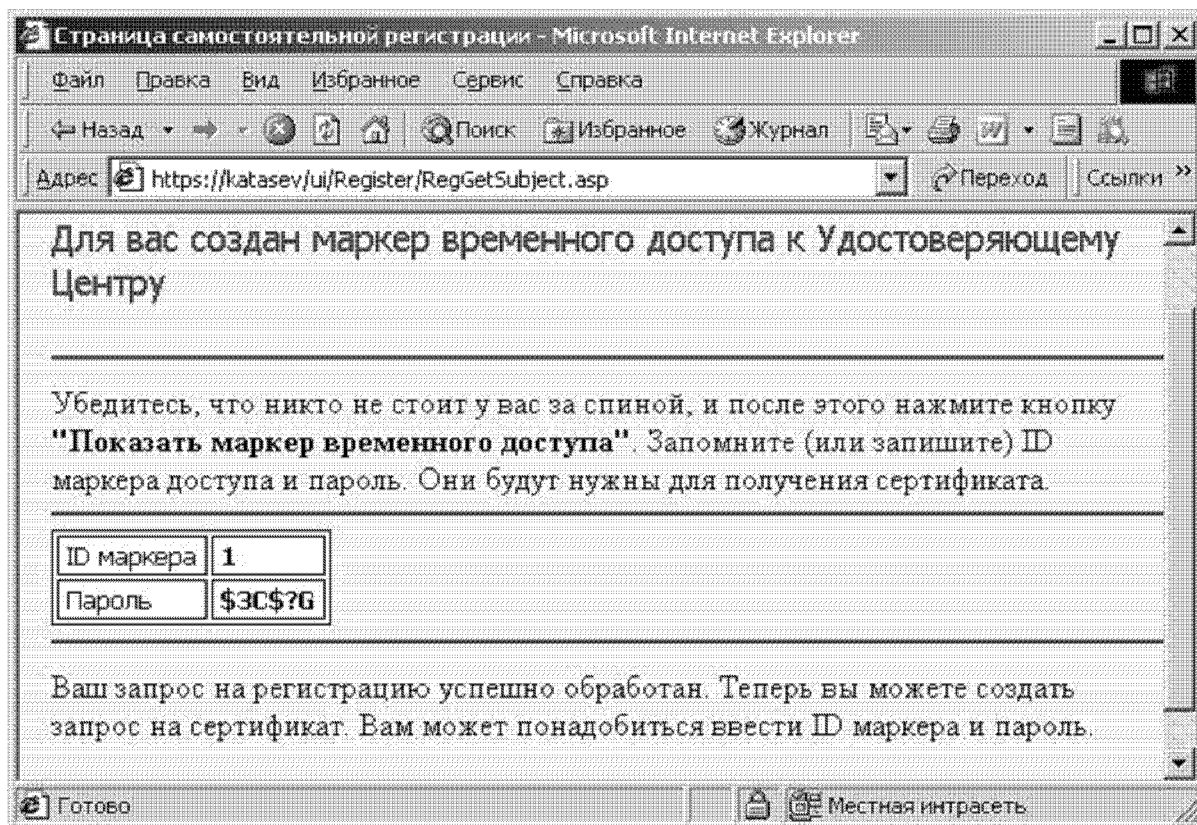 Страница самостоятельной регистрации - Microsoft Internet Explorer
Файл Правка Вид Избранное Сервис Справка
Назад Поиск Избранное Журнал
Адрес https://katasev/ui/Register/RegGetSubject.asp Переход Ссылки »
Для вас создан маркер временного доступа к Удостоверяющему
Центру
Убедитесь, что никто не стоит у вас за спиной, и после этого нажмите кнопку
"Показать маркер временного доступа". Запомните (или запишите) ID
маркера доступа и пароль. Они будут нужны для получения сертификата.
ID маркера 1
Пароль $3C$?G
Ваш запрос на регистрацию успешно обработан. Теперь вы можете создать
запрос на сертификат. Вам может понадобиться ввести ID маркера и пароль.
Готово Местная интрасеть